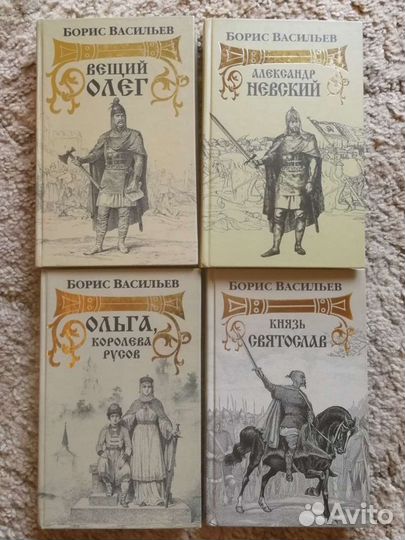 БОРИС ВАСИЛЬЕВ
ВЕЩИЙ
ОЛЕГ
БОРИС ВАСИЛЬЕВ
АЛЕКСАНДР
НЕВСКИЙ
БОРИС ВАСИЛЬЕВ
ОЛЬГА,
КОРОЛЕВА
РУСОВ
БОРИС ВАСИЛЬЕВ
КНЯЗЬ
СВЯТОСЛАВ
Avito